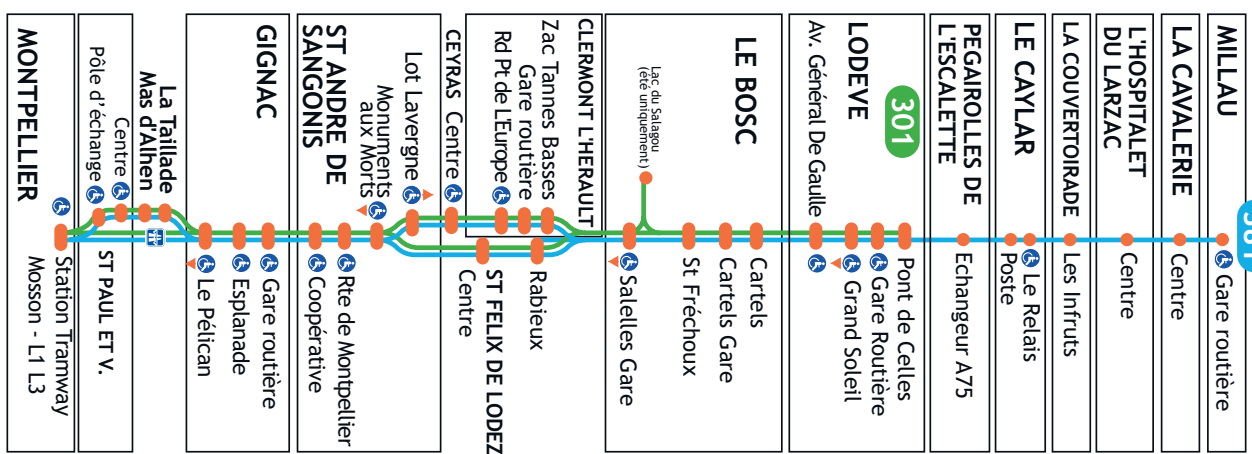 MILLAU
Gare routière
LA CAVALERIE
Centre
L'HOSPITALET
DU LARZAC
Centre
LA COUVERTOIRADE
Les Infruts
LE CAYLAR
Le Relais
Poste
PEGAROLLES DE
L'ESCALETTE
Echangeur A75
301
LODEVE
Pont de Celles
Gare Routière
Grand Soleil
Av. Général De Gaulle
LE BOSC
Cartels
Cartels Gare
St Fréchoux
Lac du Salagou
(été uniquement)
Salelles Gare
CLERMONT L'HERAULT
Zac Tannes Basses
Gare routière
Rd Pt de L'Europe
Rabieux
ST FELIX DE LODEZ
Centre
CEYRAS Centre
Lot Lavergne
Monuments
aux Morts
ST ANDRE DE
SANGONIS
Rte de Montpellier
Coopérative
GIGNAC
Gare routière
Esplanade
Le Pélican
La Taillade
Mas d'Alhen
Centre
Pôle d'échange
ST PAUL ET V.
MONTPELLIER
Station Tramway
Mosson - L1 L3